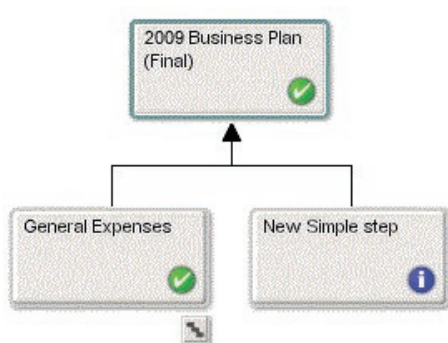 2009 Business Plan
(Final)
General Expenses
New Simple step